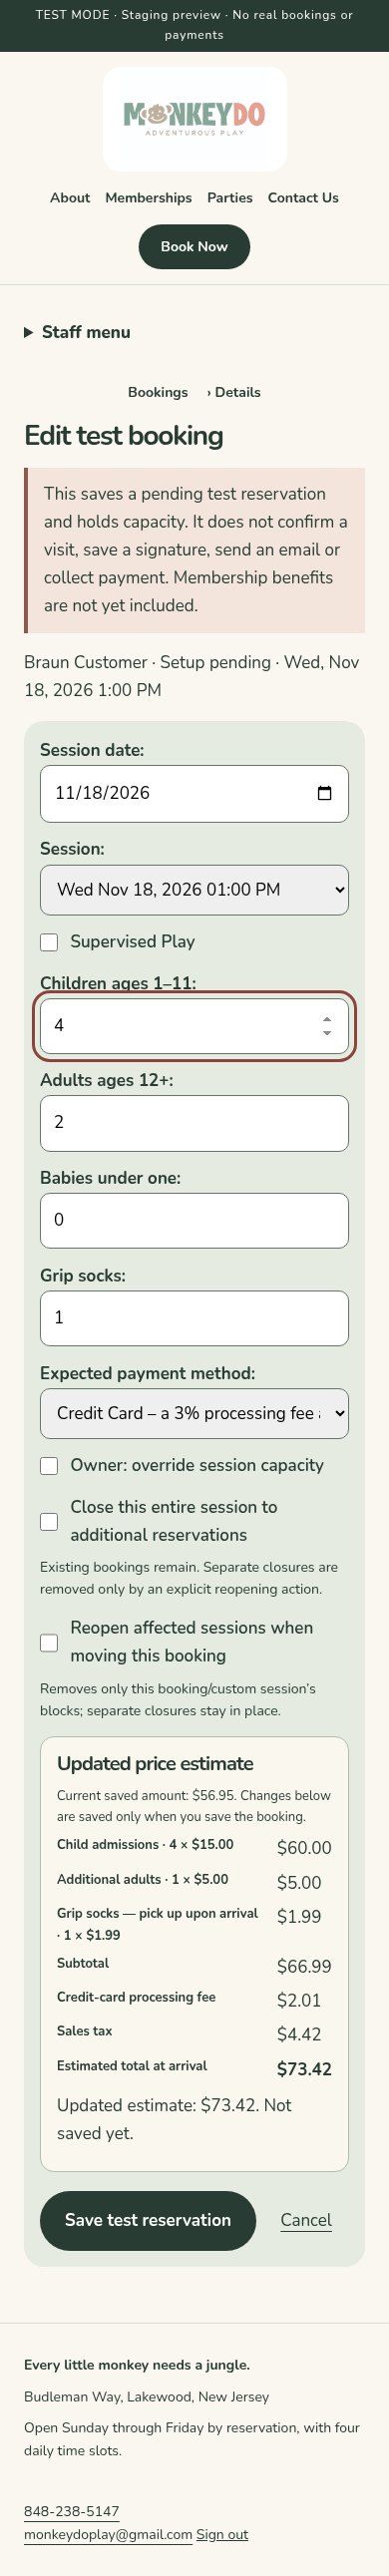 TEST MODE · Staging preview · No real bookings or
payments
MONKEYDO
ADVENTUROUS PLAY
About Memberships Parties Contact Us
Book Now
Staff menu
Bookings › Details
Edit test booking
This saves a pending test reservation
and holds capacity. It does not confirm a
visit, save a signature, send an email or
collect payment. Membership benefits
are not yet included.
Braun Customer · Setup pending · Wed, Nov
18, 2026 1:00 PM
Session date:
11/18/2026
Session:
Wed Nov 18, 2026 01:00 PM
Supervised Play
Children ages 1–11:
4
Adults ages 12+:
2
Babies under one:
0
Grip socks:
1
Expected payment method:
Credit Card – a 3% processing fee
Owner: override session capacity
Close this entire session to
additional reservations
Existing bookings remain. Separate closures are
removed only by an explicit reopening action.
Reopen affected sessions when
moving this booking
Removes only this booking/custom session's
blocks; separate closures stay in place.
Updated price estimate
Current saved amount: $56.95. Changes below
are saved only when you save the booking.
Child admissions · 4 × $15.00 $60.00
Additional adults · 1 × $5.00 $5.00
Grip socks — pick up upon arrival $1.99
· 1 × $1.99
Subtotal $66.99
Credit-card processing fee $2.01
Sales tax $4.42
Estimated total at arrival $73.42
Updated estimate: $73.42. Not
saved yet.
Save test reservation Cancel
Every little monkey needs a jungle.
Budleman Way, Lakewood, New Jersey
Open Sunday through Friday by reservation, with four
daily time slots.
848-238-5147
monkeydoplay@gmail.com Sign out